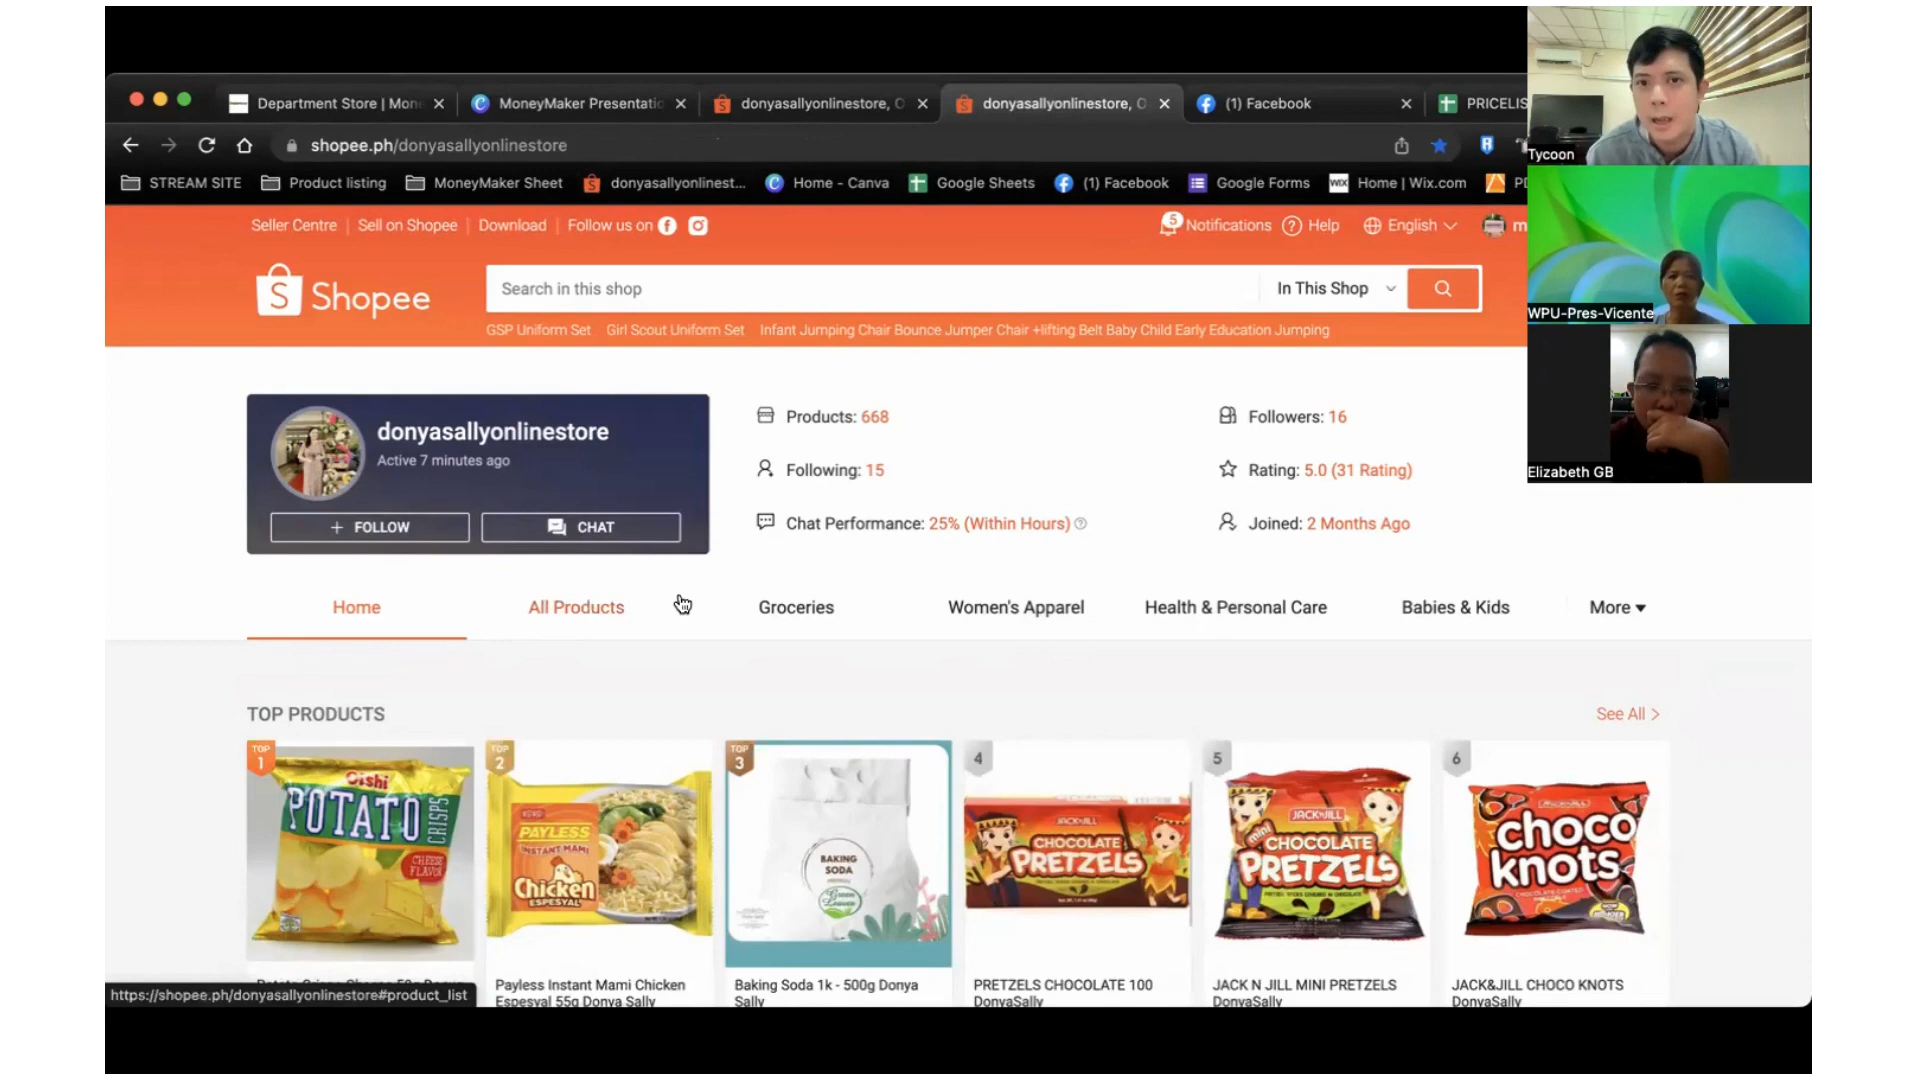 Department Store | Mon
MoneyMaker Presentatio
donyasallyonlinestore, O
donyasallyonlinestore, O
(1) Facebook
PRICELIS
shopee.ph/donyasallyonlinestore
STREAM SITE
Product listing
MoneyMaker Sheet
donyasallyonlinest...
Home - Canva
Google Sheets
(1) Facebook
Google Forms
WIX
Home | Wix.com
Tycoon
Seller Centre | Sell on Shopee | Download | Follow us on
5
Notifications
Help
English
m
Shopee
Search in this shop
In This Shop
GSP Uniform Set
Girl Scout Uniform Set
Infant Jumping Chair Bounce Jumper Chair +lifting Belt Baby Child Early Education Jumping
WPU-Pres-Vicente
Elizabeth GB
donyasallyonlinestore
Active 7 minutes ago
+ FOLLOW
CHAT
Products: 668
Followers: 16
Following: 15
Rating: 5.0 (31 Rating)
Chat Performance: 25% (Within Hours)
Joined: 2 Months Ago
Home
All Products
Groceries
Women's Apparel
Health & Personal Care
Babies & Kids
More
TOP PRODUCTS
See All >
TOP
1
Oishi
POTATO
CRISPS
CHEESE
FLAVOR
TOP
2
PAYLESS
INSTANT MAMI
Chicken
ESPESYAL
TOP
3
BAKING
SODA
Green
Leaves
4
JACK'n JILL
CHOCOLATE
PRETZELS
5
JACK'n JILL
mini
CHOCOLATE
PRETZELS
6
choco
knots
Payless Instant Mami Chicken
Espesyal 55g Donya Sally
Baking Soda 1k - 500g Donya
Sally
PRETZELS CHOCOLATE 100
DonyaSally
JACK N JILL MINI PRETZELS
DonyaSally
JACK&JILL CHOCO KNOTS
DonyaSally
https://shopee.ph/donyasallyonlinestore#product_list